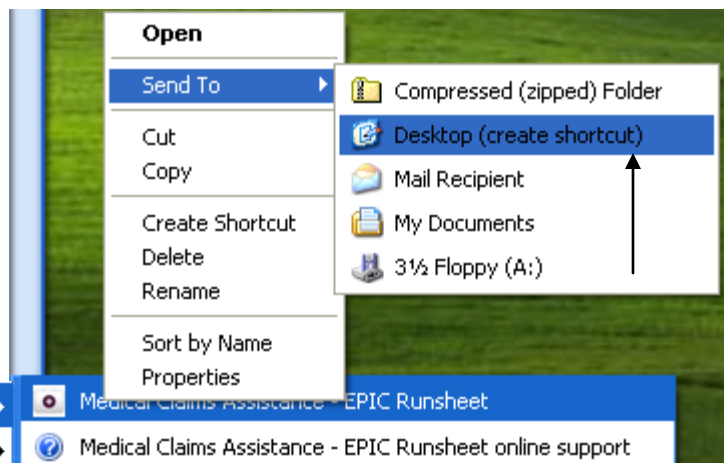 Open
Send To
Compressed (zipped) Folder
Desktop (create shortcut)
Cut
Copy
Mail Recipient
My Documents
Create Shortcut
Delete
3½ Floppy (A:)
Rename
Sort by Name
Properties
Medical Claims Assistance - EPIC Runsheet
Medical Claims Assistance - EPIC Runsheet online support